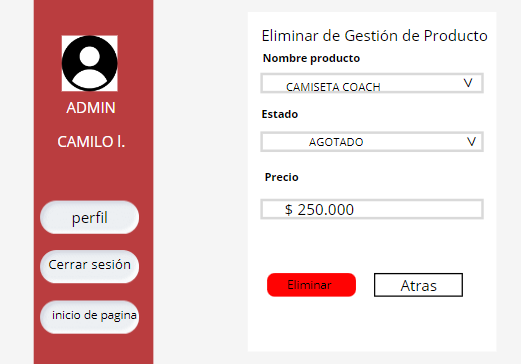 ADMIN
CAMILO l.
perfil
Cerrar sesión
inicio de pagina
Eliminar de Gestión de Producto
Nombre producto
CAMISETA COACH
Estado
AGOTADO
Precio
$ 250.000
Eliminar
Atras